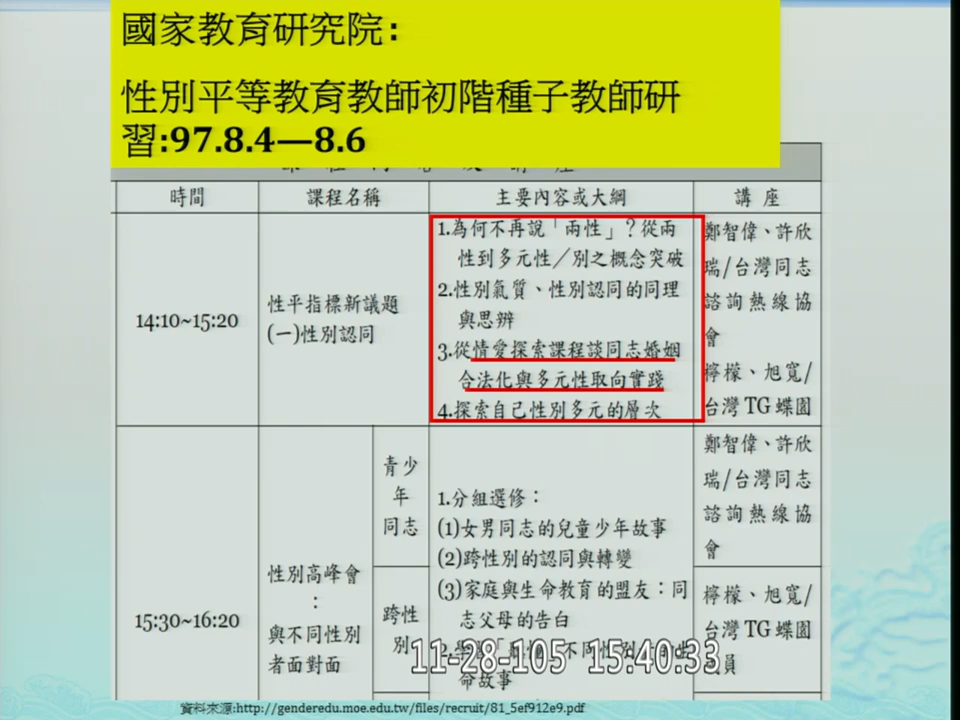 國家教育研究院:
性別平等教育教師初階種子教師研
習:97.8.4—8.6
時間
課程名稱
主要內容或大綱
講 座
14:10~15:20
性平指標新議題
(一)性別認同
1.為何不再說「兩性」？從兩
性到多元性／別之概念突破
2.性別氣質、性別認同的同理
與思辨
3.從情愛探索課程談同志婚姻
合法化與多元性取向實踐
4.探索自己性別多元的層次
鄭智偉、許欣
瑞/台灣同志
諮詢熱線協
會
檸檬、旭寬/
台灣TG蝶園
15:30~16:20
性別高峰會
：
與不同性別
者面對面
青少
年
同志
跨性
別
1.分組選修：
(1)女男同志的兒童少年故事
(2)跨性別的認同與轉變
(3)家庭與生命教育的盟友：同
志父母的告白
不同性別
命故事
鄭智偉、許欣
瑞/台灣同志
諮詢熱線協
會
檸檬、旭寬/
台灣TG蝶園
員
11-28-105 15:40:33
資料來源:http://genderedu.moe.edu.tw/files/recruit/81_5ef912e9.pdf